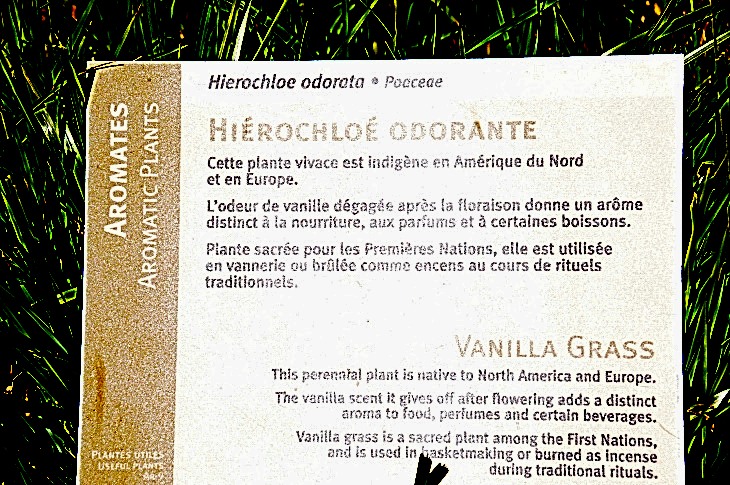 Hierochloe odorata • Poaceae
HIÉROCHLOÉ ODORANTE
Cette plante vivace est indigène en Amérique du Nord
et en Europe.
L'odeur de vanille dégagée après la floraison donne un arôme
distinct à la nourriture, aux parfums et à certaines boissons.
Plante sacrée pour les Premières Nations, elle est utilisée
en vannerie ou brûlée comme encens au cours de rituels
traditionnels.
VANILLA GRASS
This perennial plant is native to North America and Europe.
The vanilla scent it gives off after flowering adds a distinct
aroma to food, perfumes and certain beverages.
Vanilla grass is a sacred plant among the First Nations,
and is used in basketmaking or burned as incense
during traditional rituals.
AROMATES
AROMATIC PLANTS
PLANTES UTILES
USEFUL PLANTS